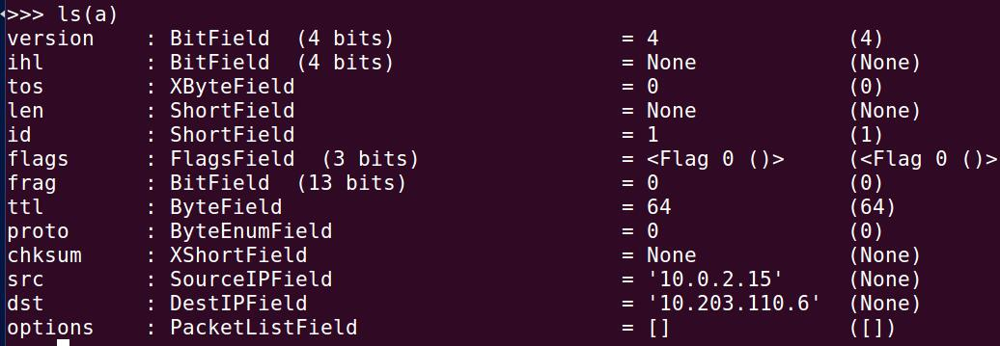 >>> ls(a)
version    : BitField  (4 bits)                  = 4               (4)
ihl        : BitField  (4 bits)                  = None            (None)
tos        : XByteField                          = 0               (0)
len        : ShortField                          = None            (None)
id         : ShortField                          = 1               (1)
flags      : FlagsField  (3 bits)                = <Flag 0 ()>     (<Flag 0 ()>
frag       : BitField  (13 bits)                 = 0               (0)
ttl        : ByteField                           = 64              (64)
proto      : ByteEnumField                       = 0               (0)
chksum     : XShortField                         = None            (None)
src        : SourceIPField                       = '10.0.2.15'     (None)
dst        : DestIPField                         = '10.203.110.6'  (None)
options    : PacketListField                     = []              ([])